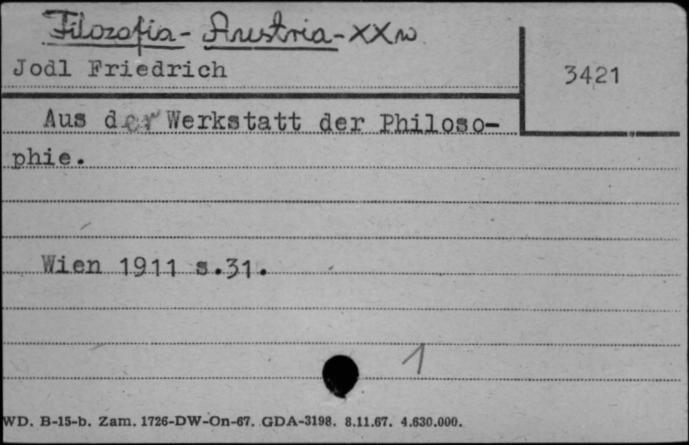 Filozofia - Austria - XX w
Jodl Friedrich
3421
Aus der Werkstatt der Philoso-
phie.
Wien 1911 s.31.
1
WD. B-15-b. Zam. 1726-DW-On-67. GDA-3198. 8.11.67. 4.630.000.